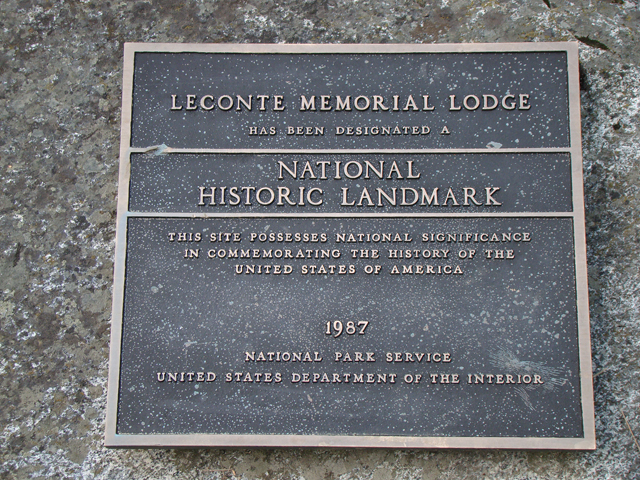 LECONTE MEMORIAL LODGE
HAS BEEN DESIGNATED A
NATIONAL
HISTORIC LANDMARK
THIS SITE POSSESSES NATIONAL SIGNIFICANCE
IN COMMEMORATING THE HISTORY OF THE
UNITED STATES OF AMERICA
1987
NATIONAL PARK SERVICE
UNITED STATES DEPARTMENT OF THE INTERIOR